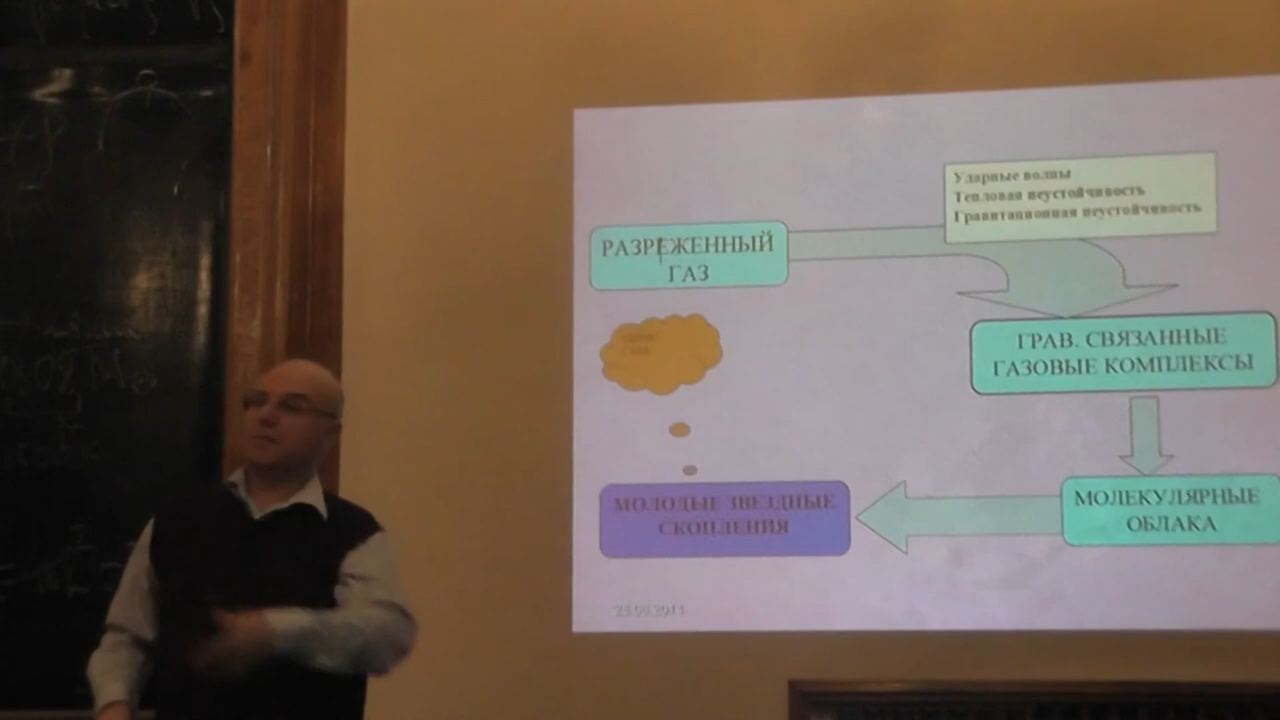 Ударные волны
Тепловая неустойчивость
Гравитационная неустойчивость
РАЗРЕЖЕННЫЙ
ГАЗ
ГРАВ. СВЯЗАННЫЕ
ГАЗОВЫЕ КОМПЛЕКСЫ
МОЛЕКУЛЯРНЫЕ
ОБЛАКА
МОЛОДЫЕ ЗВЕЗДНЫЕ
СКОПЛЕНИЯ